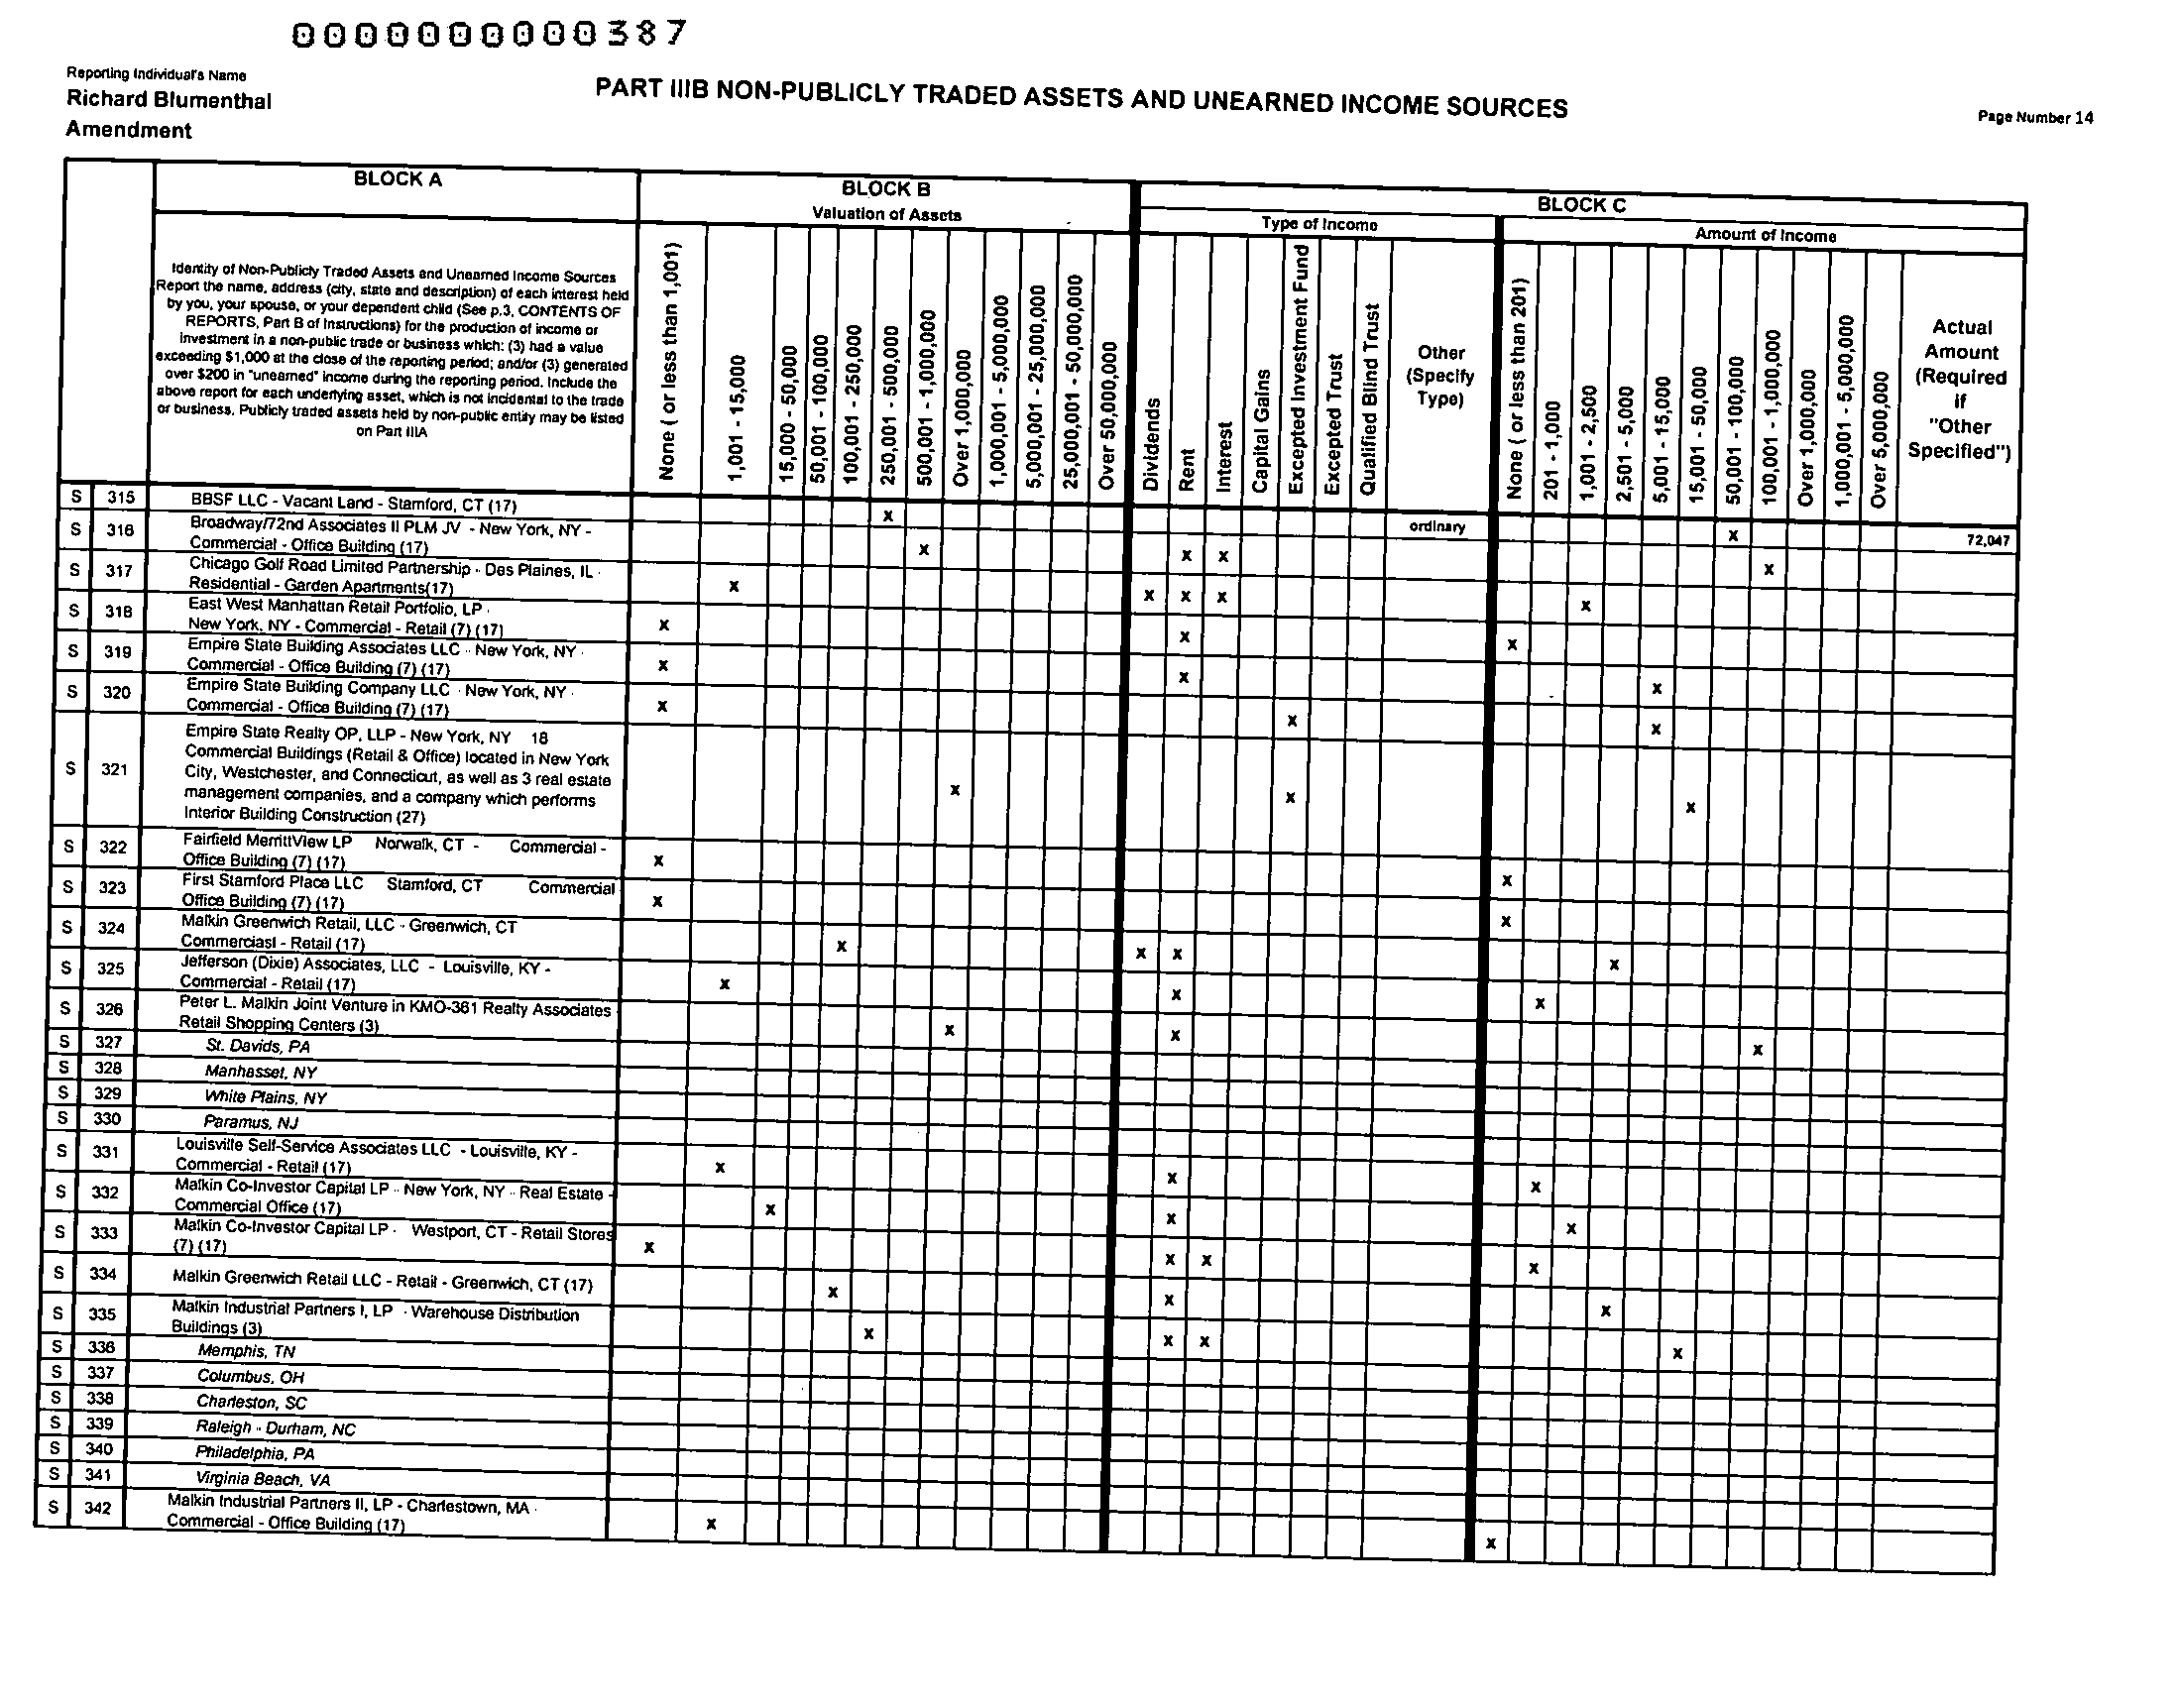 0000000000387
Reporting Individual's Name
Richard Blumenthal
Amendment
PART IIIB NON-PUBLICLY TRADED ASSETS AND UNEARNED INCOME SOURCES
Page Number 14
BLOCK A
BLOCK B
Valuation of Assets
BLOCK C
Type of Income
Amount of Income
Identity of Non-Publicly Traded Assets and Unearned Income Sources
Report the name, address (city, state and description) of each interest held
by you, your spouse, or your dependent child (See p.3, CONTENTS OF
REPORTS, Part B of Instructions) for the production of income or
investment in a non-public trade or business which: (3) had a value
exceeding $1,000 at the close of the reporting period; and/or (3) generated
over $200 in "unearned" income during the reporting period. Include the
above report for each underlying asset, which is not incidental to the trade
or business. Publicly traded assets held by non-public entity may be listed
on Part IIIA
None ( or less than 1,001)
1,001 - 15,000
15,000 - 50,000
50,001 - 100,000
100,001 - 250,000
250,001 - 500,000
500,001 - 1,000,000
Over 1,000,000
1,000,001 - 5,000,000
5,000,001 - 25,000,000
25,000,001 - 50,000,000
Over 50,000,000
Dividends
Rent
Interest
Capital Gains
Excepted Investment Fund
Excepted Trust
Qualified Blind Trust
Other
(Specify
Type)
None ( or less than 201)
201 - 1,000
1,001 - 2,500
2,501 - 5,000
5,001 - 15,000
15,001 - 50,000
50,001 - 100,000
100,001 - 1,000,000
Over 1,000,000
1,000,001 - 5,000,000
Over 5,000,000
Actual
Amount
(Required
if
"Other
Specified")
S 315 BBSF LLC - Vacant Land - Stamford, CT (17) x ordinary x 72,047
S 316 Broadway/72nd Associates II PLM JV - New York, NY -
Commercial - Office Building (17) x x x x
S 317 Chicago Golf Road Limited Partnership - Des Plaines, IL -
Residential - Garden Apartments(17) x x x x x
S 318 East West Manhattan Retail Portfolio, LP -
New York, NY - Commercial - Retail (7) (17) x x x
S 319 Empire State Building Associates LLC - New York, NY -
Commercial - Office Building (7) (17) x x x
S 320 Empire State Building Company LLC - New York, NY -
Commercial - Office Building (7) (17) x x x
S 321 Empire State Realty OP, LLP - New York, NY 18
Commercial Buildings (Retail & Office) located in New York
City, Westchester, and Connecticut, as well as 3 real estate
management companies, and a company which performs
Interior Building Construction (27) x x x
S 322 Fairfield MerrittView LP Norwalk, CT - Commercial -
Office Building (7) (17) x x
S 323 First Stamford Place LLC Stamford, CT Commercial
Office Building (7) (17) x x
S 324 Malkin Greenwich Retail, LLC - Greenwich, CT
Commerciasl - Retail (17) x x x x
S 325 Jefferson (Dixie) Associates, LLC - Louisville, KY -
Commercial - Retail (17) x x x
S 326 Peter L. Malkin Joint Venture in KMO-361 Realty Associates
Retail Shopping Centers (3) x x x
S 327 St. Davids, PA
S 328 Manhasset, NY
S 329 White Plains, NY
S 330 Paramus, NJ
S 331 Louisville Self-Service Associates LLC - Louisville, KY -
Commercial - Retail (17) x x x
S 332 Malkin Co-Investor Capital LP - New York, NY - Real Estate -
Commercial Office (17) x x x
S 333 Malkin Co-Investor Capital LP - Westport, CT - Retail Stores
(7) (17) x x x x
S 334 Malkin Greenwich Retail LLC - Retail - Greenwich, CT (17) x x x
S 335 Malkin Industrial Partners I, LP - Warehouse Distribution
Buildings (3) x x x x
S 336 Memphis, TN
S 337 Columbus, OH
S 338 Charleston, SC
S 339 Raleigh - Durham, NC
S 340 Philadelphia, PA
S 341 Virginia Beach, VA
S 342 Malkin Industrial Partners II, LP - Charlestown, MA -
Commercial - Office Building (17) x x